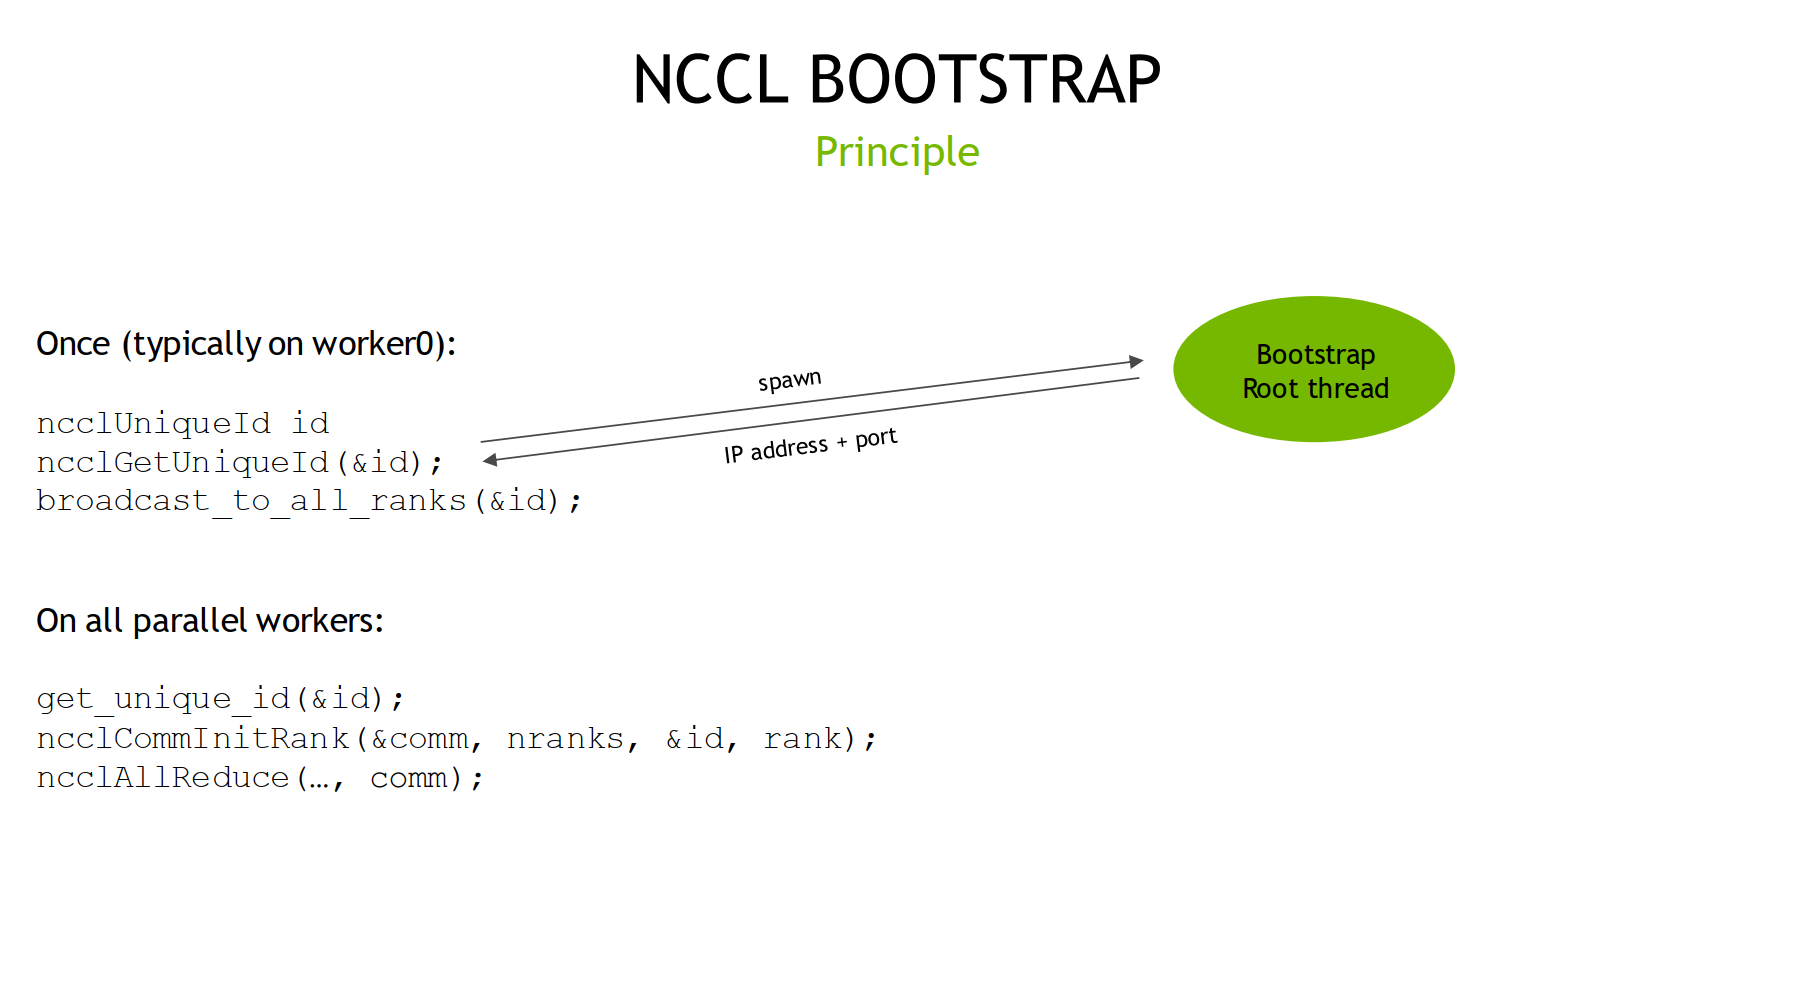 NCCL BOOTSTRAP
Principle
Once (typically on worker0):
ncclUniqueId id
ncclGetUniqueId(&id);
broadcast_to_all_ranks(&id);
spawn
IP address + port
Bootstrap
Root thread
On all parallel workers:
get_unique_id(&id);
ncclCommInitRank(&comm, nranks, &id, rank);
ncclAllReduce(…, comm);